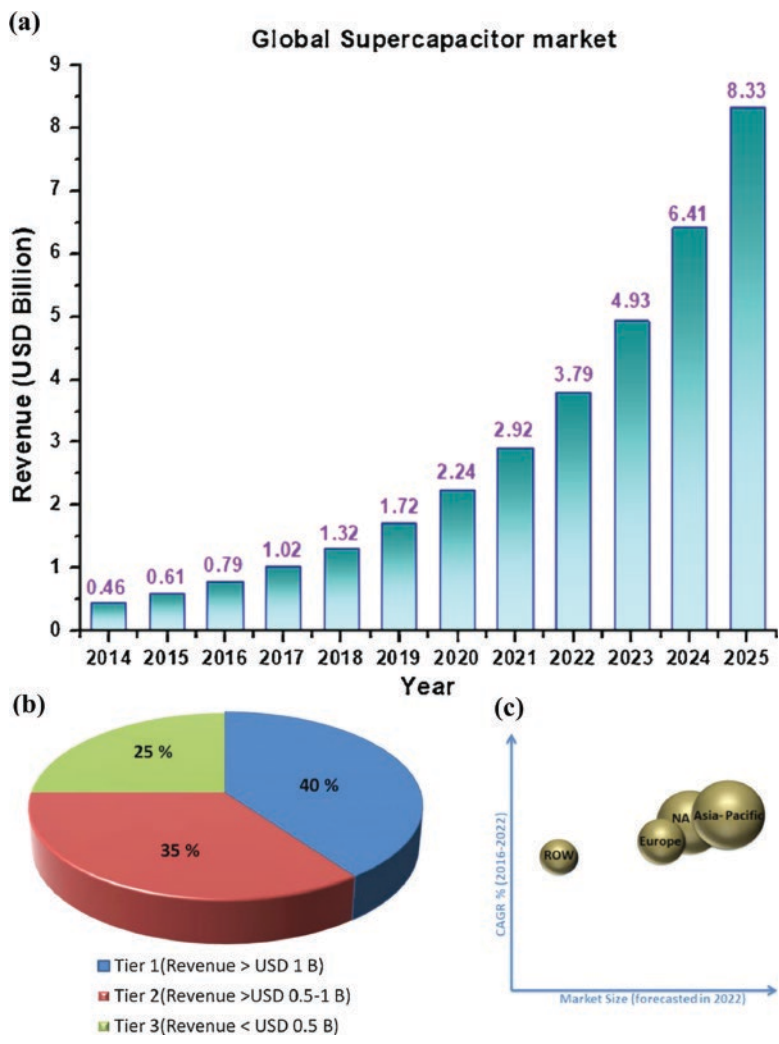 (a)
Global Supercapacitor market
Revenue (USD Billion)
9
8
7
6
5
4
3
2
1
0
0.46
0.61
0.79
1.02
1.32
1.72
2.24
2.92
3.79
4.93
6.41
8.33
2014 2015 2016 2017 2018 2019 2020 2021 2022 2023 2024 2025
Year
(b)
25 %
40 %
35 %
Tier 1(Revenue > USD 1 B)
Tier 2(Revenue >USD 0.5-1 B)
Tier 3(Revenue < USD 0.5 B)
(c)
CAGR % (2016-2022)
ROW
Europe
NA
Asia- Pacific
Market Size (forecasted in 2022)